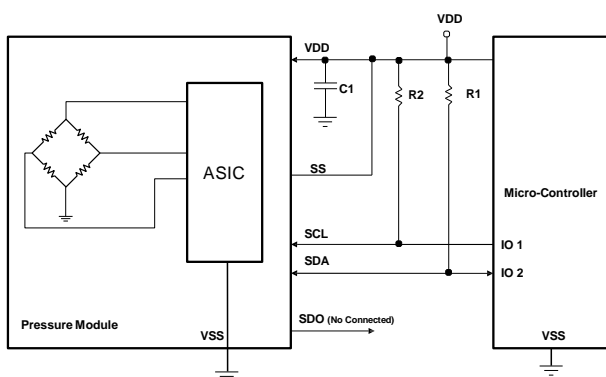 VDD
VDD
C1
R2
R1
ASIC
SS
Micro-Controller
SCL
IO 1
SDA
IO 2
SDO (No Connected)
Pressure Module
VSS
VSS